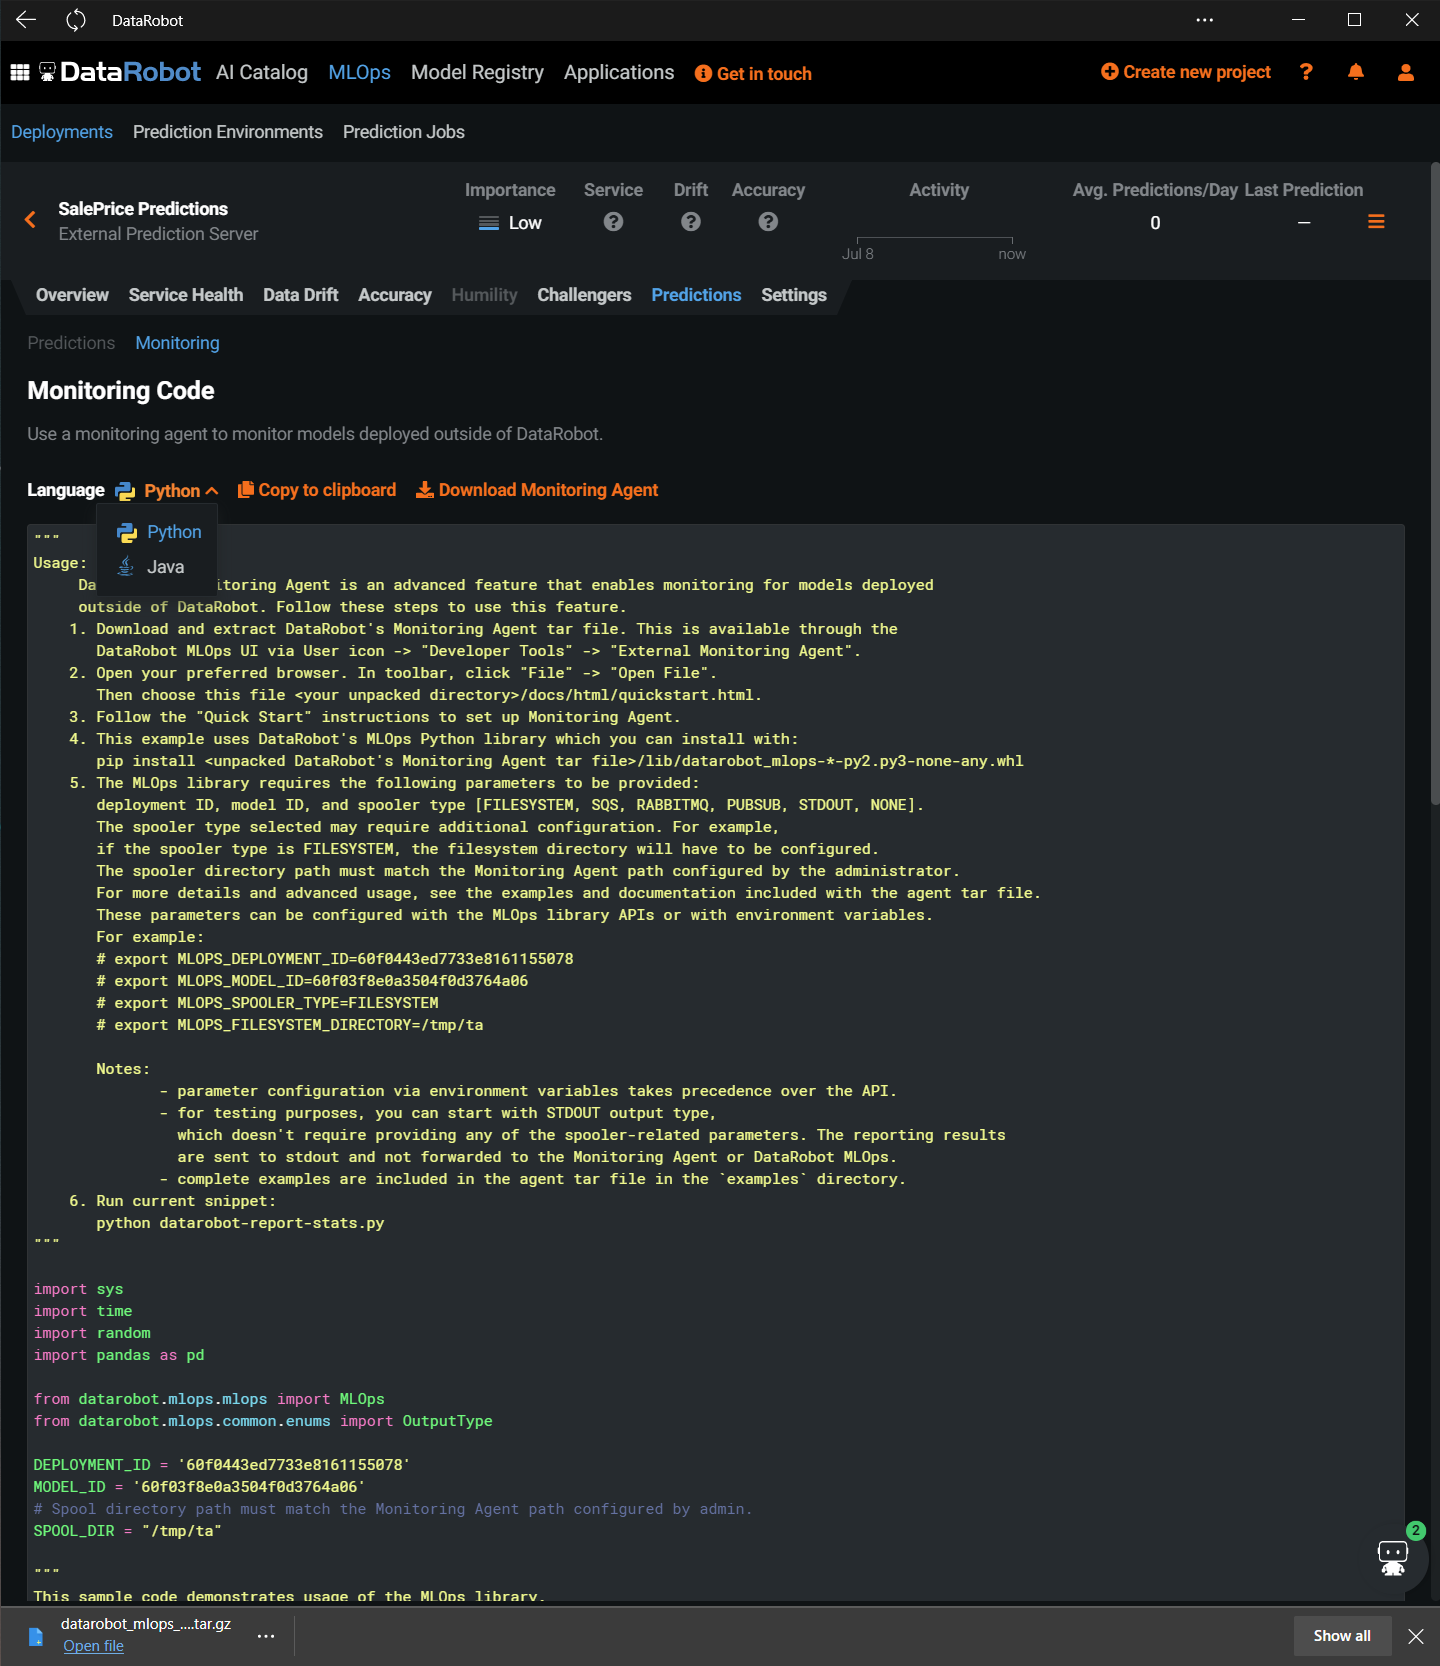 DataRobot
DataRobot AI Catalog MLOps Model Registry Applications Get in touch Create new project ?
Deployments Prediction Environments Prediction Jobs
SalePrice Predictions
External Prediction Server
Importance Service Drift Accuracy Activity Avg. Predictions/Day Last Prediction
Low ? ? ? 0 —
Jul 8 now
Overview Service Health Data Drift Accuracy Humility Challengers Predictions Settings
Predictions Monitoring
Monitoring Code
Use a monitoring agent to monitor models deployed outside of DataRobot.
Language Python Copy to clipboard Download Monitoring Agent
Python
Java
"""
Usage:
Da itoring Agent is an advanced feature that enables monitoring for models deployed
outside of DataRobot. Follow these steps to use this feature.
1. Download and extract DataRobot's Monitoring Agent tar file. This is available through the
DataRobot MLOps UI via User icon -> "Developer Tools" -> "External Monitoring Agent".
2. Open your preferred browser. In toolbar, click "File" -> "Open File".
Then choose this file <your unpacked directory>/docs/html/quickstart.html.
3. Follow the "Quick Start" instructions to set up Monitoring Agent.
4. This example uses DataRobot's MLOps Python library which you can install with:
pip install <unpacked DataRobot's Monitoring Agent tar file>/lib/datarobot_mlops-*-py2.py3-none-any.whl
5. The MLOps library requires the following parameters to be provided:
deployment ID, model ID, and spooler type [FILESYSTEM, SQS, RABBITMQ, PUBSUB, STDOUT, NONE].
The spooler type selected may require additional configuration. For example,
if the spooler type is FILESYSTEM, the filesystem directory will have to be configured.
The spooler directory path must match the Monitoring Agent path configured by the administrator.
For more details and advanced usage, see the examples and documentation included with the agent tar file.
These parameters can be configured with the MLOps library APIs or with environment variables.
For example:
# export MLOPS_DEPLOYMENT_ID=60f0443ed7733e8161155078
# export MLOPS_MODEL_ID=60f03f8e0a3504f0d3764a06
# export MLOPS_SPOOLER_TYPE=FILESYSTEM
# export MLOPS_FILESYSTEM_DIRECTORY=/tmp/ta
Notes:
- parameter configuration via environment variables takes precedence over the API.
- for testing purposes, you can start with STDOUT output type,
which doesn't require providing any of the spooler-related parameters. The reporting results
are sent to stdout and not forwarded to the Monitoring Agent or DataRobot MLOps.
- complete examples are included in the agent tar file in the `examples` directory.
6. Run current snippet:
python datarobot-report-stats.py
"""
import sys
import time
import random
import pandas as pd
from datarobot.mlops.mlops import MLOps
from datarobot.mlops.common.enums import OutputType
DEPLOYMENT_ID = '60f0443ed7733e8161155078'
MODEL_ID = '60f03f8e0a3504f0d3764a06'
# Spool directory path must match the Monitoring Agent path configured by admin.
SPOOL_DIR = "/tmp/ta"
2
"""
This sample code demonstrates usage of the MLOps library.
datarobot_mlops_....tar.gz
Open file
Show all